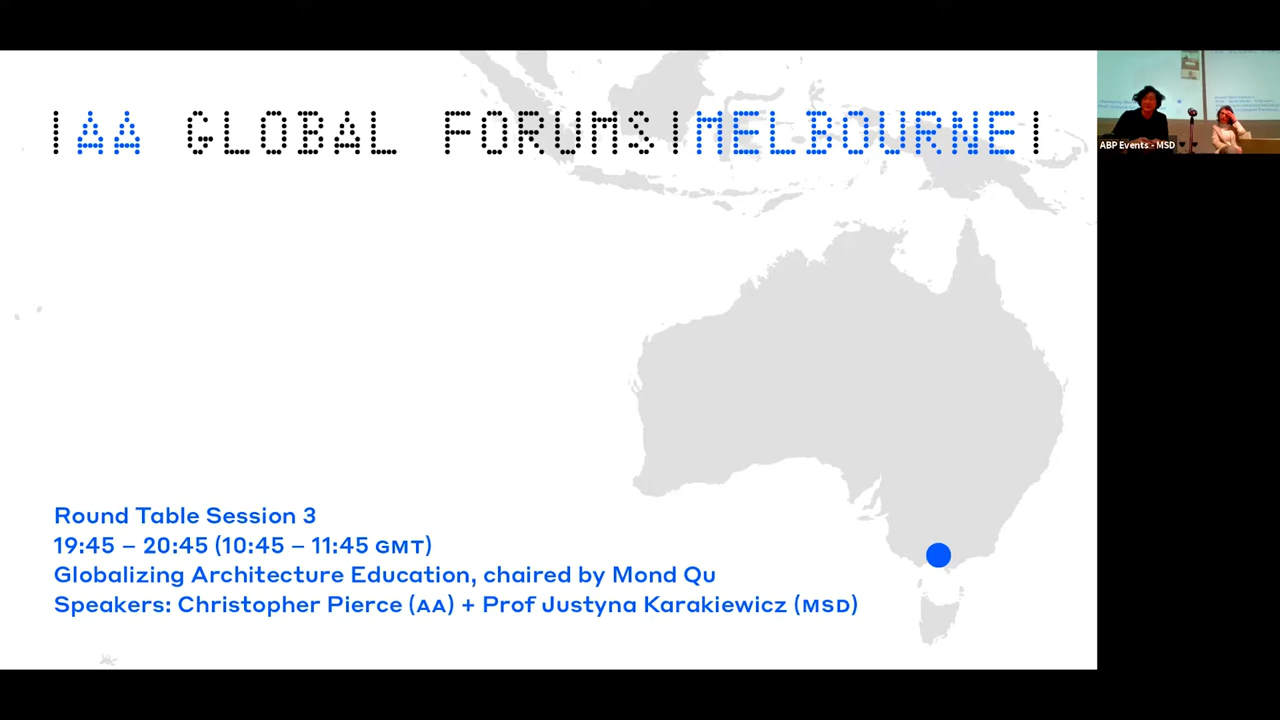 |AA GLOBAL FORUMS|MELBOURNE|
ABP Events - MSD
Round Table Session 3
19:45 – 20:45 (10:45 – 11:45 GMT)
Globalizing Architecture Education, chaired by Mond Qu
Speakers: Christopher Pierce (AA) + Prof Justyna Karakiewicz (MSD)